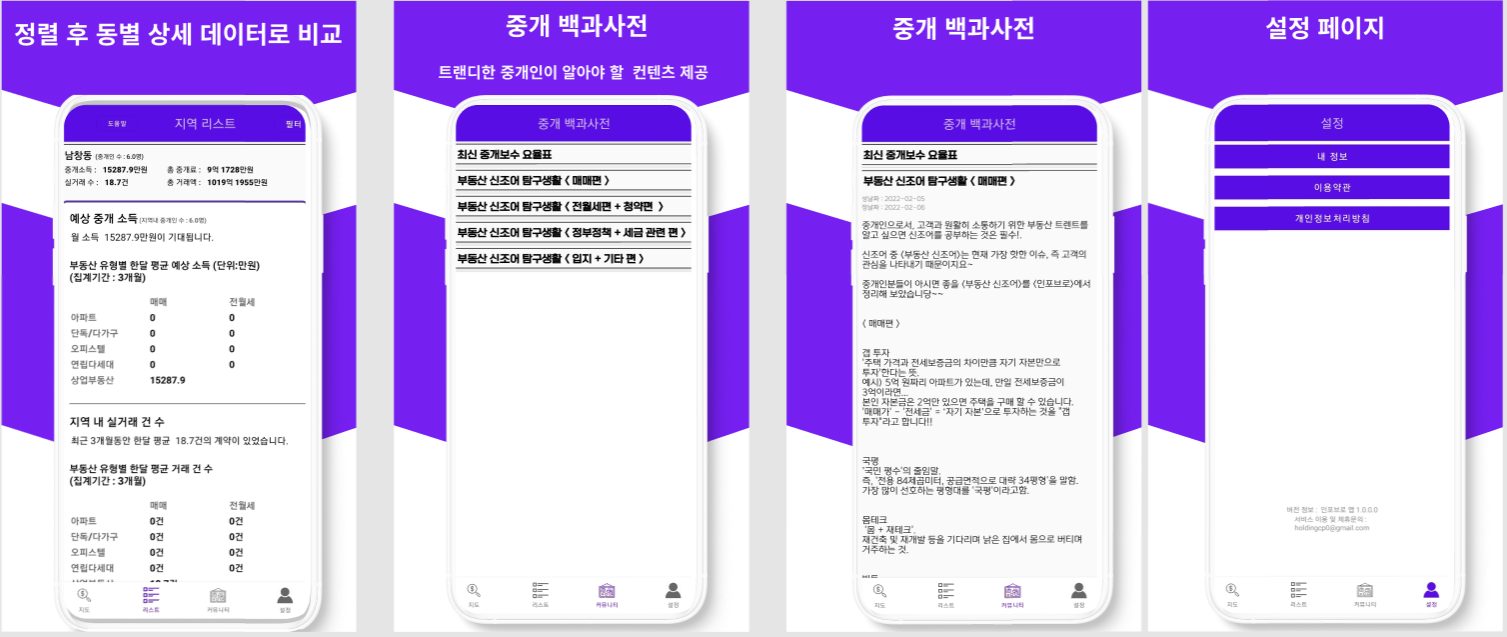 정렬 후 동별 상세 데이터로 비교
도움말 지역 리스트 필터
남창동 (중개인 수 : 6.0명)
중개소득 : 15287.9만원 총 중개료 : 9억 1728만원
실거래 수 : 18.7건 총 거래액 : 1019억 1955만원
예상 중개 소득 (지역내 중개인 수 : 6.0명)
월 소득 15287.9만원이 기대됩니다.
부동산 유형별 한달 평균 예상 소득 (단위:만원)
(집계기간 : 3개월)
매매 전월세
아파트 0 0
단독/다가구 0 0
오피스텔 0 0
연립다세대 0 0
상업부동산 15287.9
지역 내 실거래 건 수
최근 3개월동안 한달 평균 18.7건의 계약이 있었습니다.
부동산 유형별 한달 평균 거래 건 수
(집계기간 : 3개월)
매매 전월세
아파트 0건 0건
단독/다가구 0건 0건
오피스텔 0건 0건
연립다세대 0건 0건
지도 리스트 커뮤니티 설정
중개 백과사전
트랜디한 중개인이 알아야 할 컨텐츠 제공
중개 백과사전
최신 중개보수 요율표
부동산 신조어 탐구생활 < 매매편 >
부동산 신조어 탐구생활 < 전월세편 + 청약편 >
부동산 신조어 탐구생활 < 정부정책 + 세금 관련 편 >
부동산 신조어 탐구생활 < 입지 + 기타 편 >
지도 리스트 커뮤니티 설정
중개 백과사전
중개 백과사전
최신 중개보수 요율표
부동산 신조어 탐구생활 < 매매편 >
: 2022-02-05
: 2022-02-06
중개인으로서, 고객과 원활히 소통하기 위한 부동산 트렌트를
알고 싶으면 신조어를 공부하는 것은 필수!.
신조어 중 <부동산 신조어>는 현재 가장 핫한 이슈, 즉 고객의
관심을 나타내기 때문이지요~
중개인분들이 아시면 좋을 <부동산 신조어>를 <인포브로>에서
정리해 보았습니당~~
< 매매편 >
갭 투자
'주택 가격과 전세보증금의 차이만큼 자기 자본만으로
투자'한다는 뜻.
예시) 5억 원짜리 아파트가 있는데, 만일 전세보증금이
3억이라면...
본인 자본금은 2억만 있으면 주택을 구매 할 수 있습니다.
'매매가' - '전세금' = '자기 자본'으로 투자하는 것을 "갭
투자"라고 합니다!!
국평
'국민 평수'의 줄임말.
즉, '전용 84제곱미터, 공급면적으로 대략 34평형'을 말함.
가장 많이 선호하는 평형대를 '국평'이라고함.
몸테크
'몸 + 재테크'.
재건축 및 재개발 등을 기다리며 낡은 집에서 몸으로 버티며
거주하는 것.
지도 리스트 커뮤니티 설정
설정 페이지
설정
내 정보
이용약관
개인정보처리방침
버전 정보 : 인포브로 앱 1.0.0.0
서비스 이용 및 제휴문의 :
holdingcp0@gmail.com
지도 리스트 커뮤니티 설정